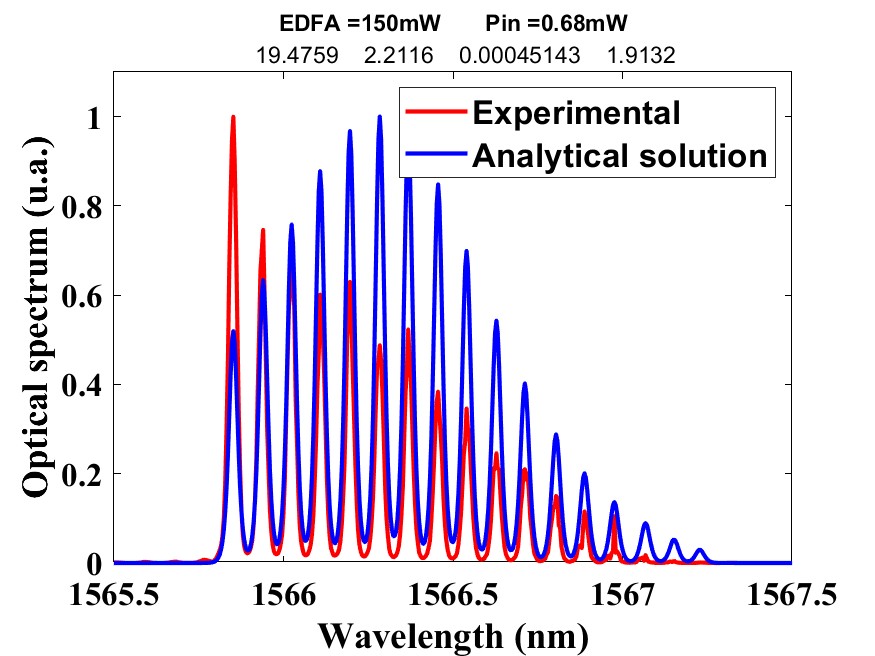 EDFA =150mW Pin =0.68mW
19.4759 2.2116 0.00045143 1.9132
Experimental
Analytical solution
1
0.8
0.6
0.4
0.2
0
Optical spectrum (u.a.)
1565.5 1566 1566.5 1567 1567.5
Wavelength (nm)